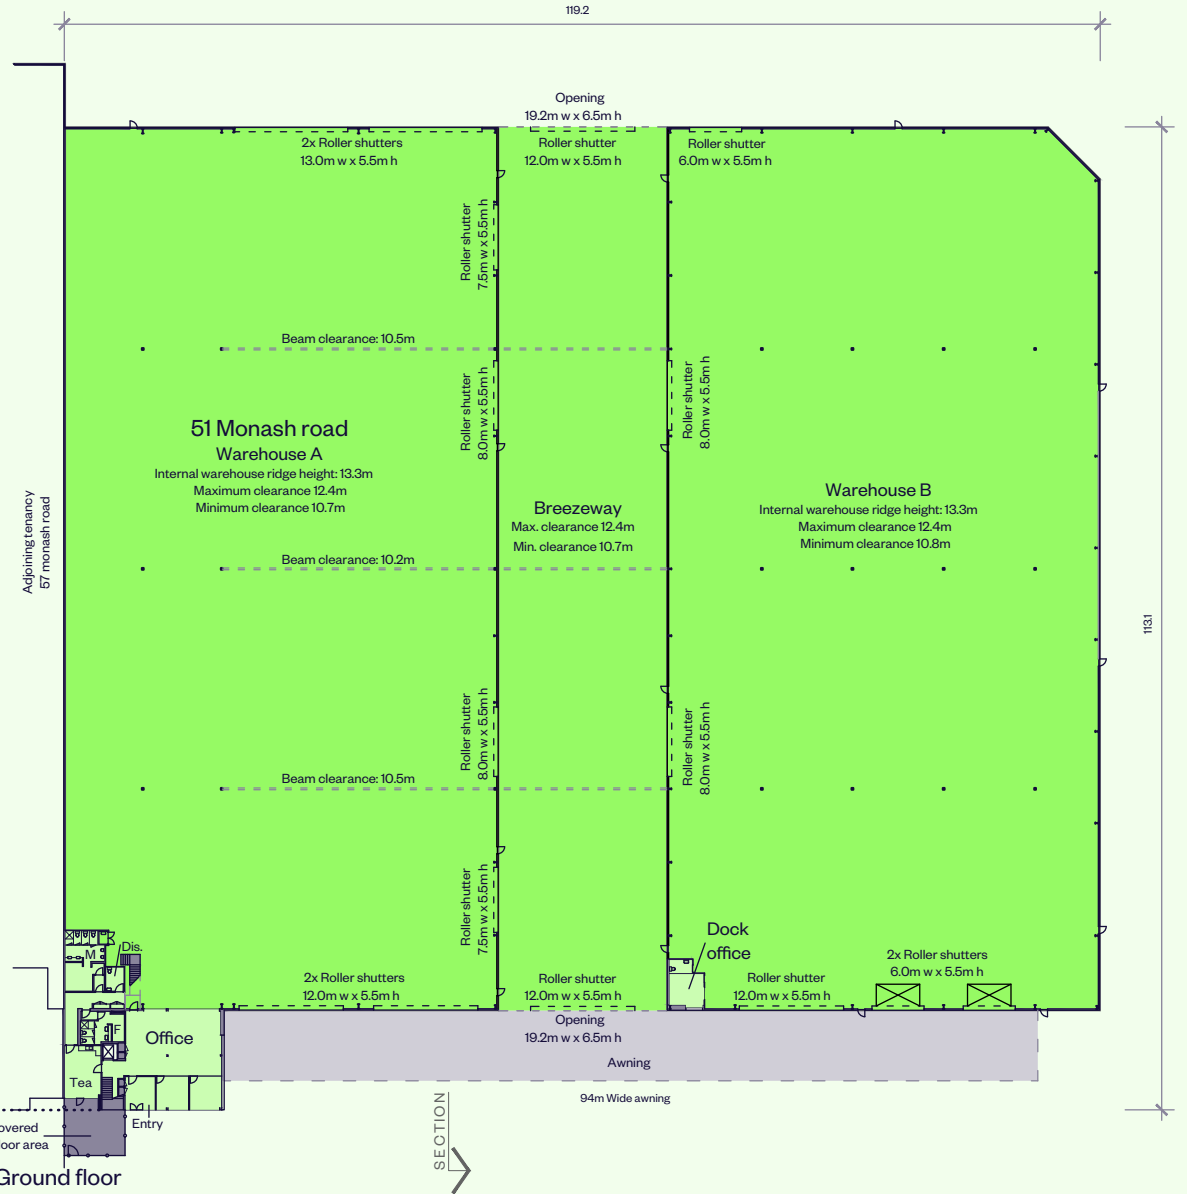 119.2
Opening
19.2m w x 6.5m h
2x Roller shutters
13.0m w x 5.5m h
Roller shutter
12.0m w x 5.5m h
Roller shutter
6.0m w x 5.5m h
Roller shutter
7.5m w x 5.5m h
Beam clearance: 10.5m
Roller shutter
8.0m w x 5.5m h
Roller shutter
8.0m w x 5.5m h
51 Monash road
Warehouse A
Internal warehouse ridge height: 13.3m
Maximum clearance 12.4m
Minimum clearance 10.7m
Breezeway
Max. clearance 12.4m
Min. clearance 10.7m
Warehouse B
Internal warehouse ridge height: 13.3m
Maximum clearance 12.4m
Minimum clearance 10.8m
Adjoining tenancy
57 monash road
Beam clearance: 10.2m
113.1
Roller shutter
8.0m w x 5.5m h
Roller shutter
8.0m w x 5.5m h
Beam clearance: 10.5m
Roller shutter
7.5m w x 5.5m h
Dock
office
M
Dis.
2x Roller shutters
12.0m w x 5.5m h
Roller shutter
12.0m w x 5.5m h
Roller shutter
12.0m w x 5.5m h
2x Roller shutters
6.0m w x 5.5m h
F
Office
Opening
19.2m w x 6.5m h
Awning
Tea
94m Wide awning
Entry
SECTION
overed
oor area
Ground floor